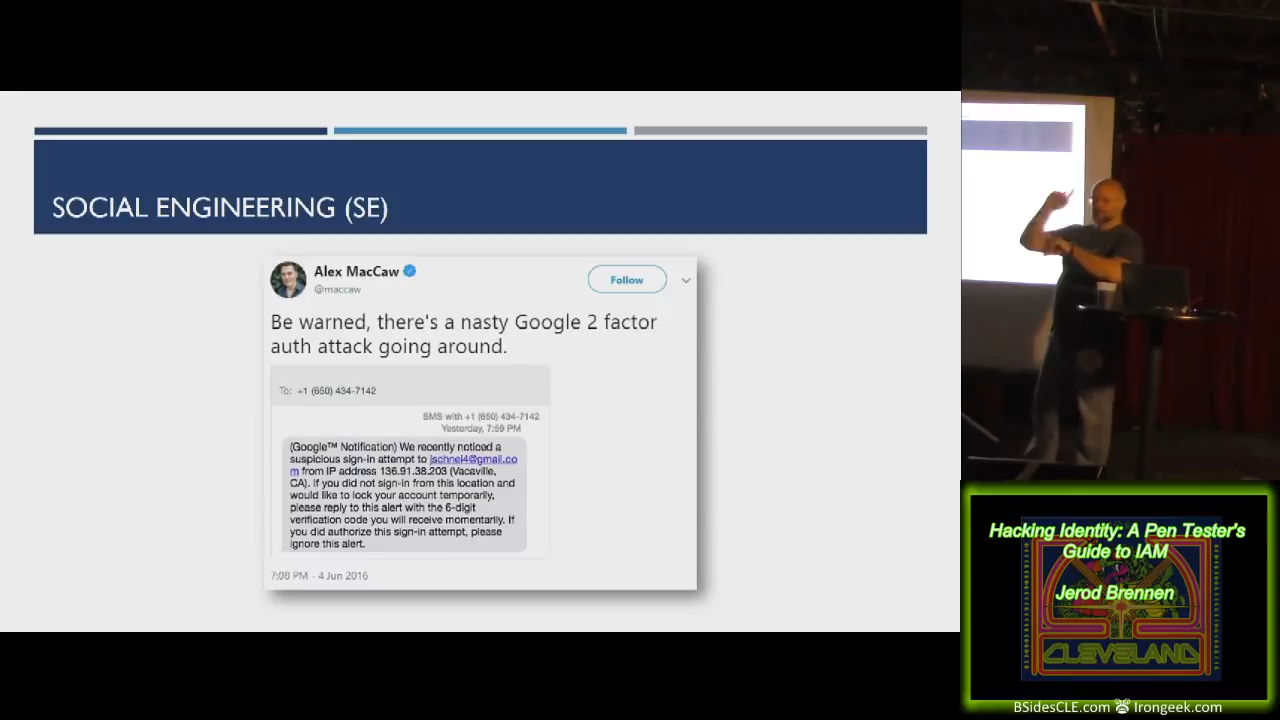 SOCIAL ENGINEERING (SE)
Alex MacCaw
@maccaw
Follow
Be warned, there's a nasty Google 2 factor
auth attack going around.
To: +1 (650) 434-7142
SMS with +1 (650) 434-7142
Yesterday, 7:59 PM
(Google™ Notification) We recently noticed a
suspicious sign-in attempt to jschnei4@gmail.co
m from IP address 136.91.38.203 (Vacaville,
CA). If you did not sign-in from this location and
would like to lock your account temporarily,
please reply to this alert with the 6-digit
verification code you will receive momentarily. If
you did authorize this sign-in attempt, please
ignore this alert.
7:08 PM - 4 Jun 2016
Hacking Identity: A Pen Tester's
Guide to IAM
Jerod Brennen
CLEVELAND
BSidesCLE.com Irongeek.com